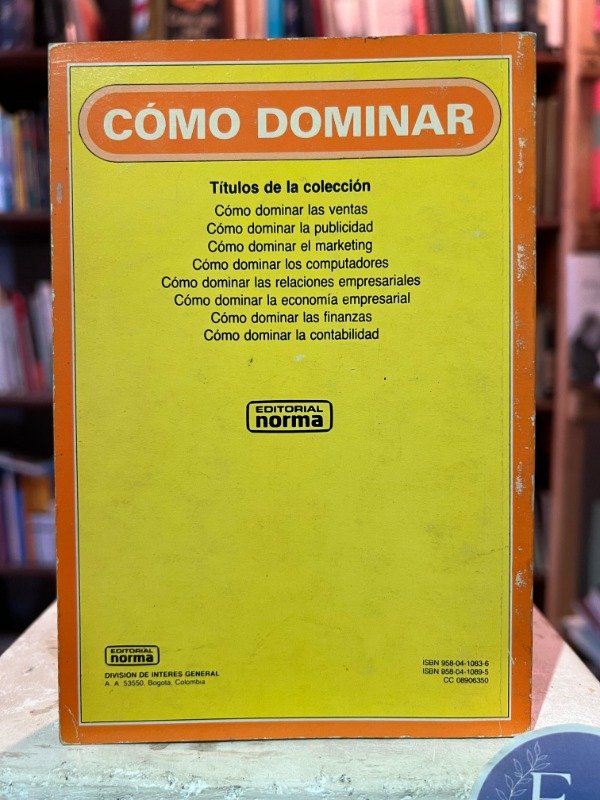 CÓMO DOMINAR
Títulos de la colección
Cómo dominar las ventas
Cómo dominar la publicidad
Cómo dominar el marketing
Cómo dominar los computadores
Cómo dominar las relaciones empresariales
Cómo dominar la economía empresarial
Cómo dominar las finanzas
Cómo dominar la contabilidad
EDITORIAL
norma
EDITORIAL
norma
DIVISION DE INTERES GENERAL
A. A. 53550, Bogota, Colombia
ISBN 958-04-1083-6
ISBN 958-04-1089-5
CC 08906350
E